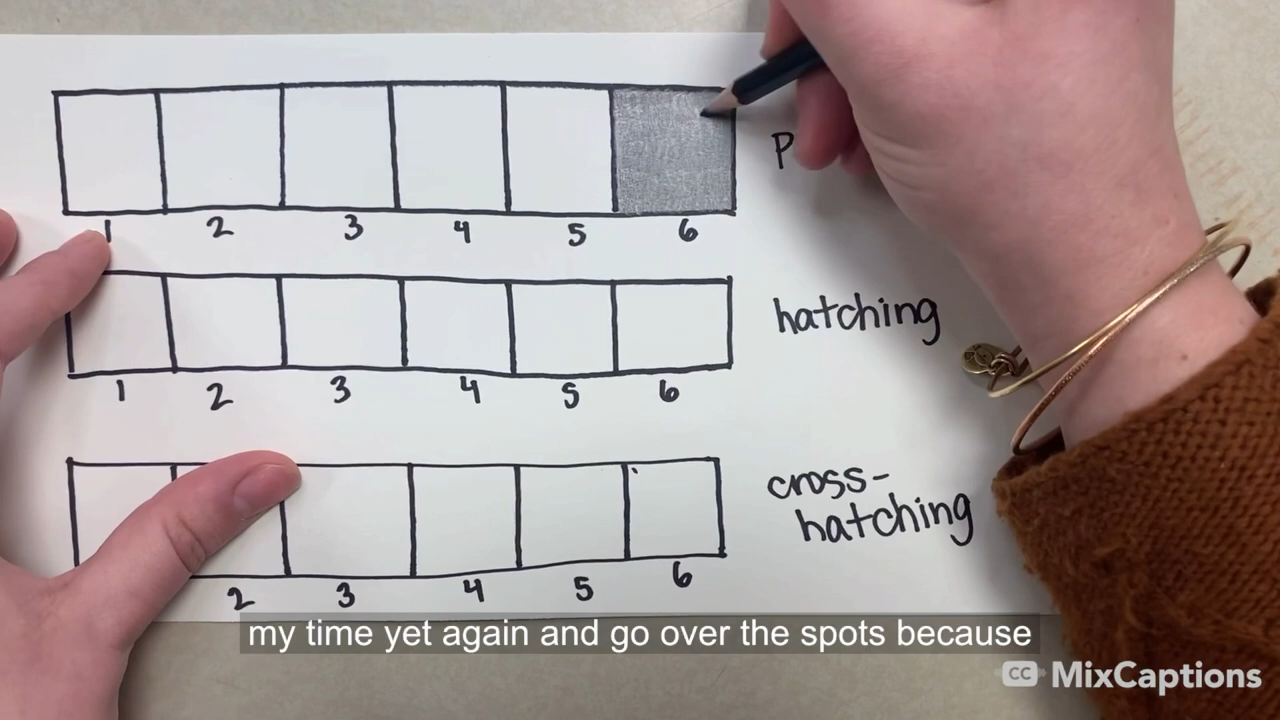 P
1 2 3 4 5 6
hatching
1 2 3 4 5 6
cross-
hatching
2 3 4 5 6
my time yet again and go over the spots because
CC MixCaptions